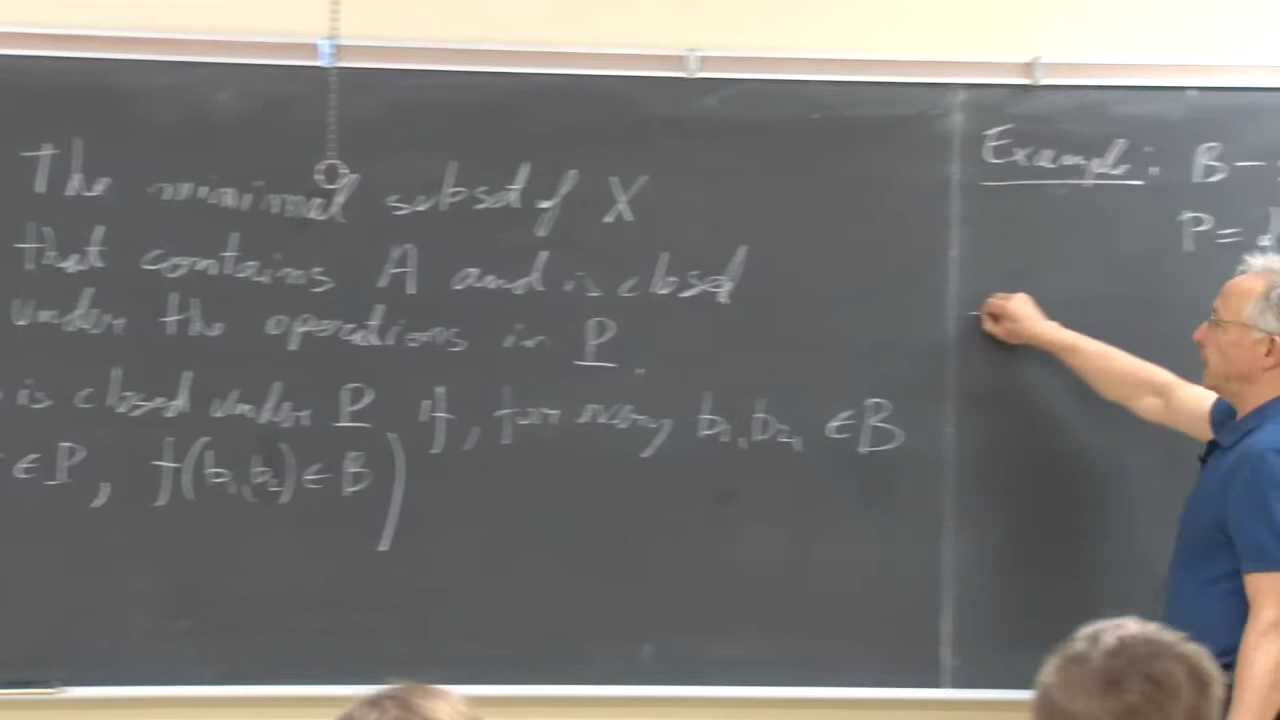 The minimal subset of X
that contains A and is closed
under the operations in P.
is closed under P if, for every b₁, b₂, ∈ B
∈ P, f(b₁, b₂) ∈ B)
Example: B –
P =